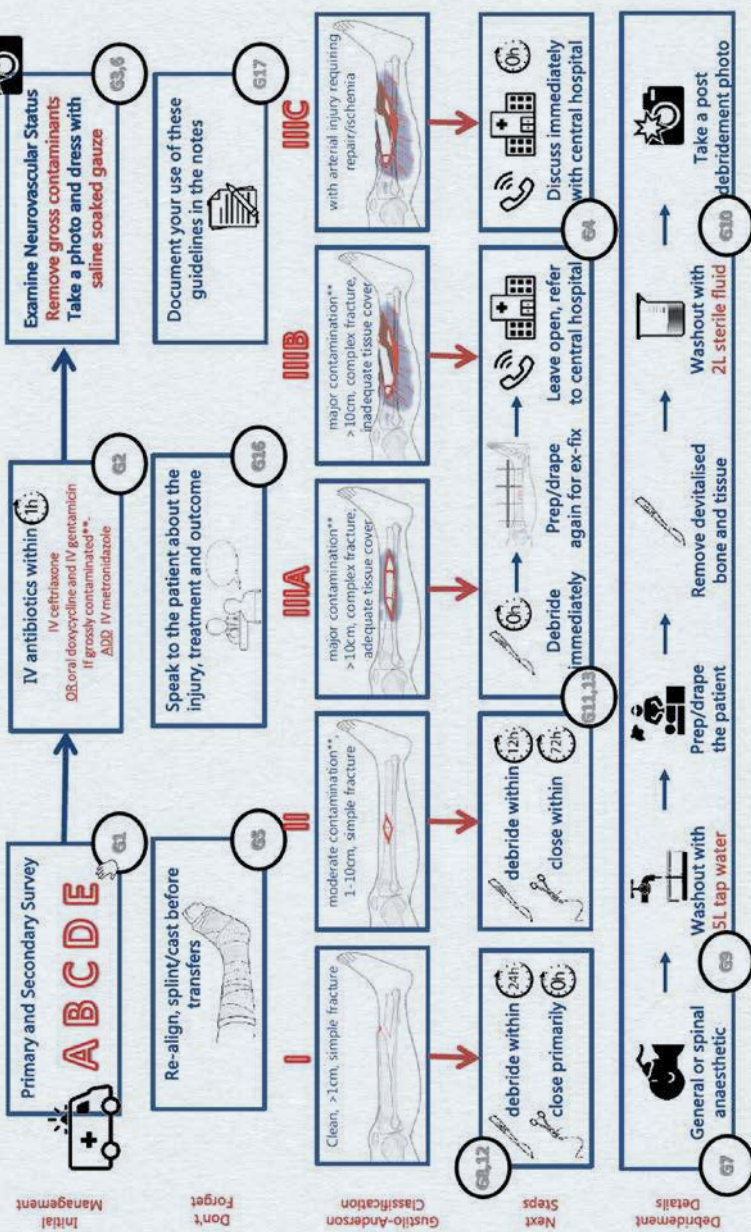 Initial
Management
Primary and Secondary Survey
A B C D E
G1
IV antibiotics within 1h
IV ceftriaxone
OR oral doxycycline and IV gentamicin
If grossly contaminated**,
ADD IV metronidazole
G2
Examine Neurovascular Status
Remove gross contaminants
Take a photo and dress with
saline soaked gauze
G3,6
Don't
Forget
Re-align, splint/cast before
transfers
G5
Speak to the patient about the
injury, treatment and outcome
G16
Document your use of these
guidelines in the notes
G17
Gustilo-Anderson
Classification
I
Clean, >1cm, simple fracture
II
moderate contamination**,
1-10cm, simple fracture
IIIA
major contamination**
>10cm, complex fracture,
adequate tissue cover
IIIB
major contamination**
>10cm, complex fracture,
inadequate tissue cover
IIIC
with arterial injury requiring
repair/ischemia
Next
Steps
G8,12
debride within 24h
close primarily 0h
debride within 12h
close within 72h
G11,13
Debride 0h
immediately
Prep/drape
again for ex-fix
Leave open, refer
to central hospital
G4
Discuss immediately 0h
with central hospital
Debridement
Details
G7
General or spinal
anaesthetic
G9
Washout with
5L tap water
Prep/drape
the patient
Remove devitalised
bone and tissue
Washout with
2L sterile fluid
G10
Take a post
debridement photo